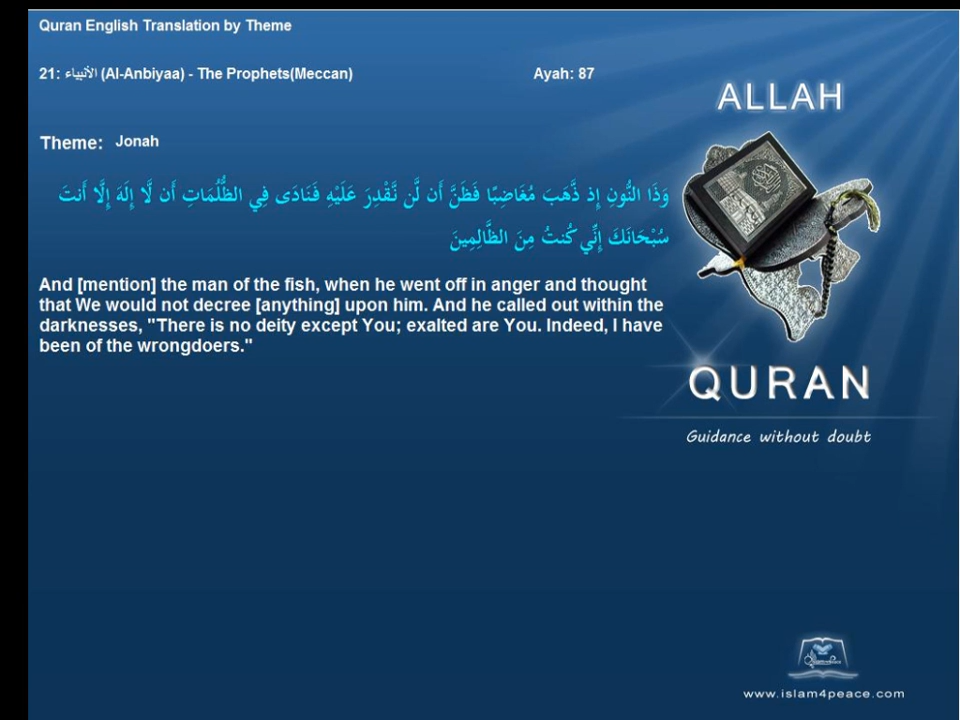 Quran English Translation by Theme
21: الأنبياء (Al-Anbiyaa) - The Prophets(Meccan) Ayah: 87
Theme: Jonah
وَذَا النُّونِ إِذ ذَّهَبَ مُغَاضِبًا فَظَنَّ أَن لَّن نَّقْدِرَ عَلَيْهِ فَنَادَى فِي الظُّلُمَاتِ أَن لَّا إِلَهَ إِلَّا أَنتَ
سُبْحَانَكَ إِنِّي كُنتُ مِنَ الظَّالِمِينَ
And [mention] the man of the fish, when he went off in anger and thought
that We would not decree [anything] upon him. And he called out within the
darknesses, "There is no deity except You; exalted are You. Indeed, I have
been of the wrongdoers."
ALLAH
QURAN
Guidance without doubt
www.islam4peace.com